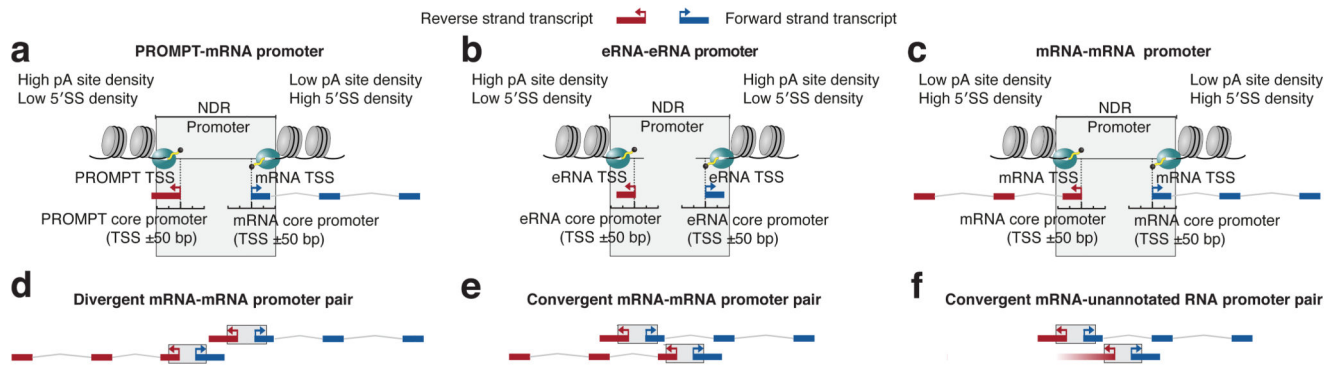 Reverse strand transcript
Forward strand transcript
a
PROMPT-mRNA promoter
High pA site density
Low 5′SS density
Low pA site density
High 5′SS density
NDR
Promoter
PROMPT TSS
mRNA TSS
PROMPT core promoter
(TSS ±50 bp)
mRNA core promoter
(TSS ±50 bp)
b
eRNA-eRNA promoter
High pA site density
Low 5′SS density
High pA site density
Low 5′SS density
NDR
Promoter
eRNA TSS
eRNA TSS
eRNA core promoter
(TSS ±50 bp)
eRNA core promoter
(TSS ±50 bp)
c
mRNA-mRNA promoter
Low pA site density
High 5′SS density
Low pA site density
High 5′SS density
NDR
Promoter
mRNA TSS
mRNA TSS
mRNA core promoter
(TSS ±50 bp)
mRNA core promoter
(TSS ±50 bp)
d
Divergent mRNA-mRNA promoter pair
e
Convergent mRNA-mRNA promoter pair
f
Convergent mRNA-unannotated RNA promoter pair